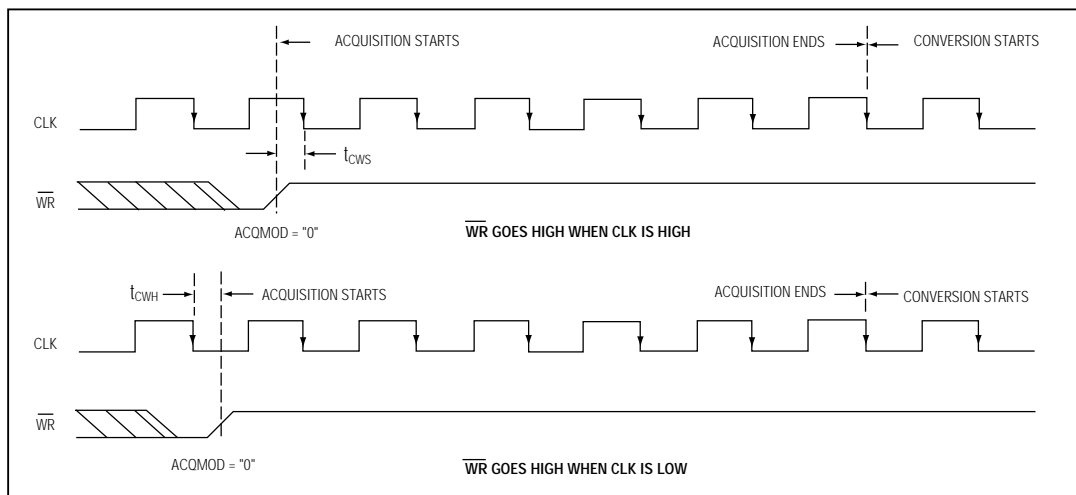 ACQUISITION STARTS
ACQUISITION ENDS
CONVERSION STARTS
CLK
tCWS
WR
ACQMOD = "0"
WR GOES HIGH WHEN CLK IS HIGH
tCWH
ACQUISITION STARTS
ACQUISITION ENDS
CONVERSION STARTS
CLK
WR
ACQMOD = "0"
WR GOES HIGH WHEN CLK IS LOW